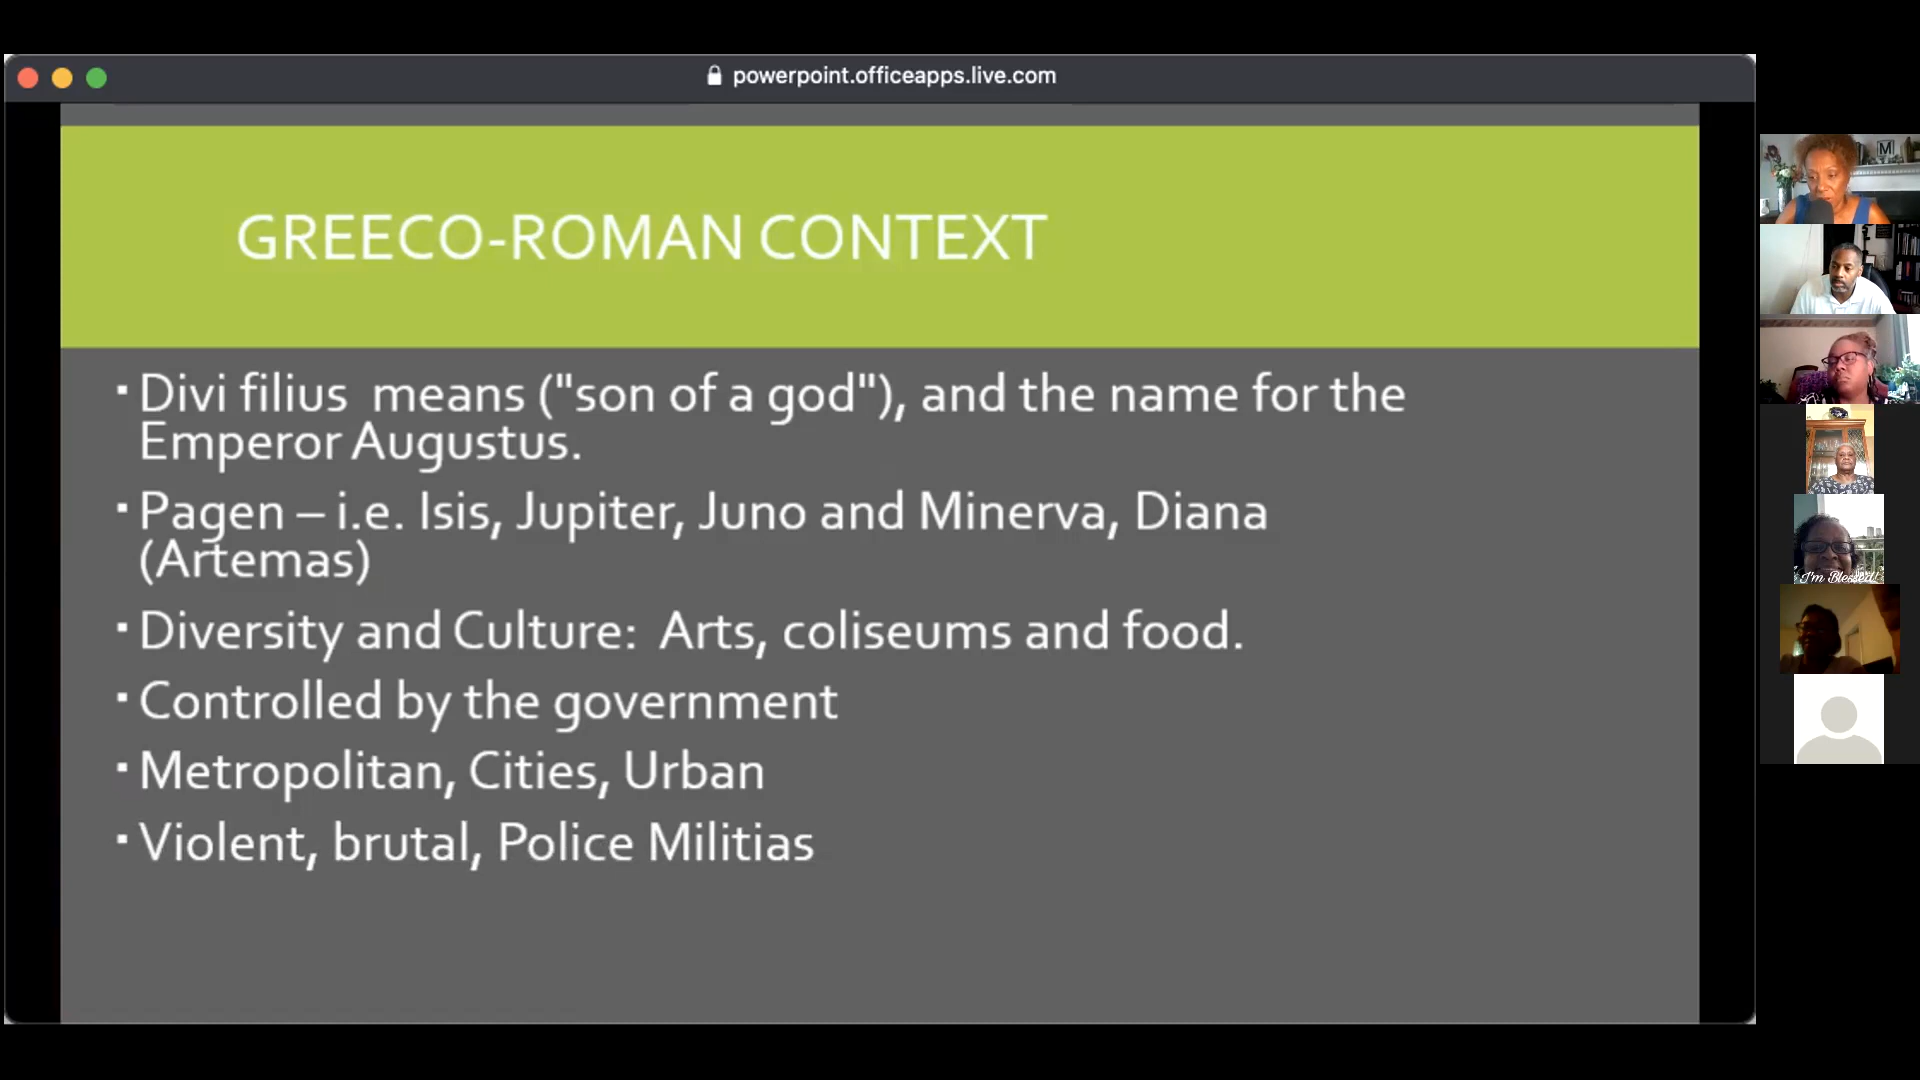 powerpoint.officeapps.live.com
GREECO-ROMAN CONTEXT
▪ Divi filius means ("son of a god"), and the name for the
Emperor Augustus.
▪ Pagen – i.e. Isis, Jupiter, Juno and Minerva, Diana
(Artemas)
▪ Diversity and Culture: Arts, coliseums and food.
▪ Controlled by the government
▪ Metropolitan, Cities, Urban
▪ Violent, brutal, Police Militias
M
I'm Blessed!